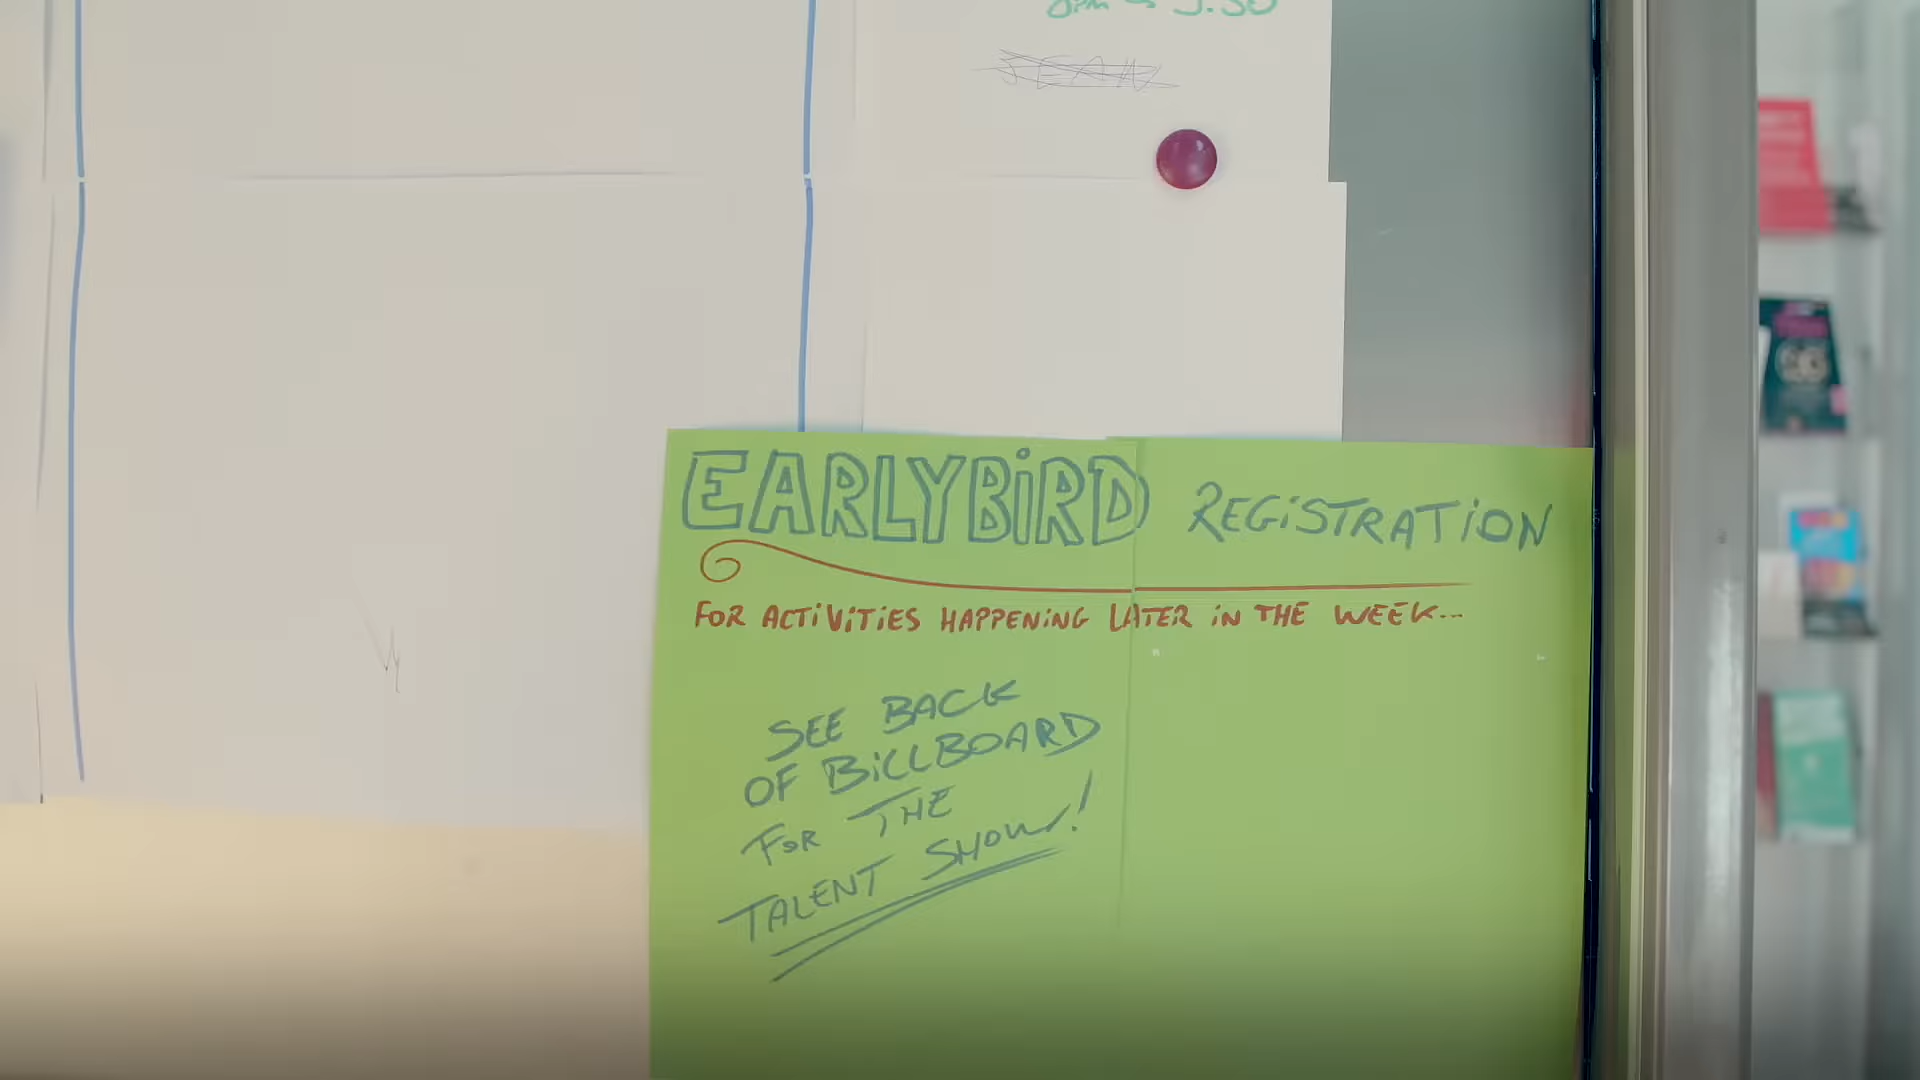 EARLYBIRD REGISTRATION
FOR ACTIVITIES HAPPENING LATER IN THE WEEK...
SEE BACK
OF BILLBOARD
FOR THE
TALENT SHOW!